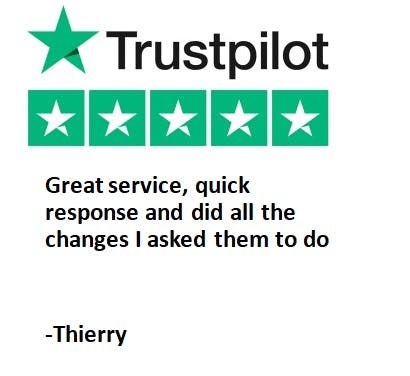 Trustpilot
Great service, quick
response and did all the
changes I asked them to do
-Thierry